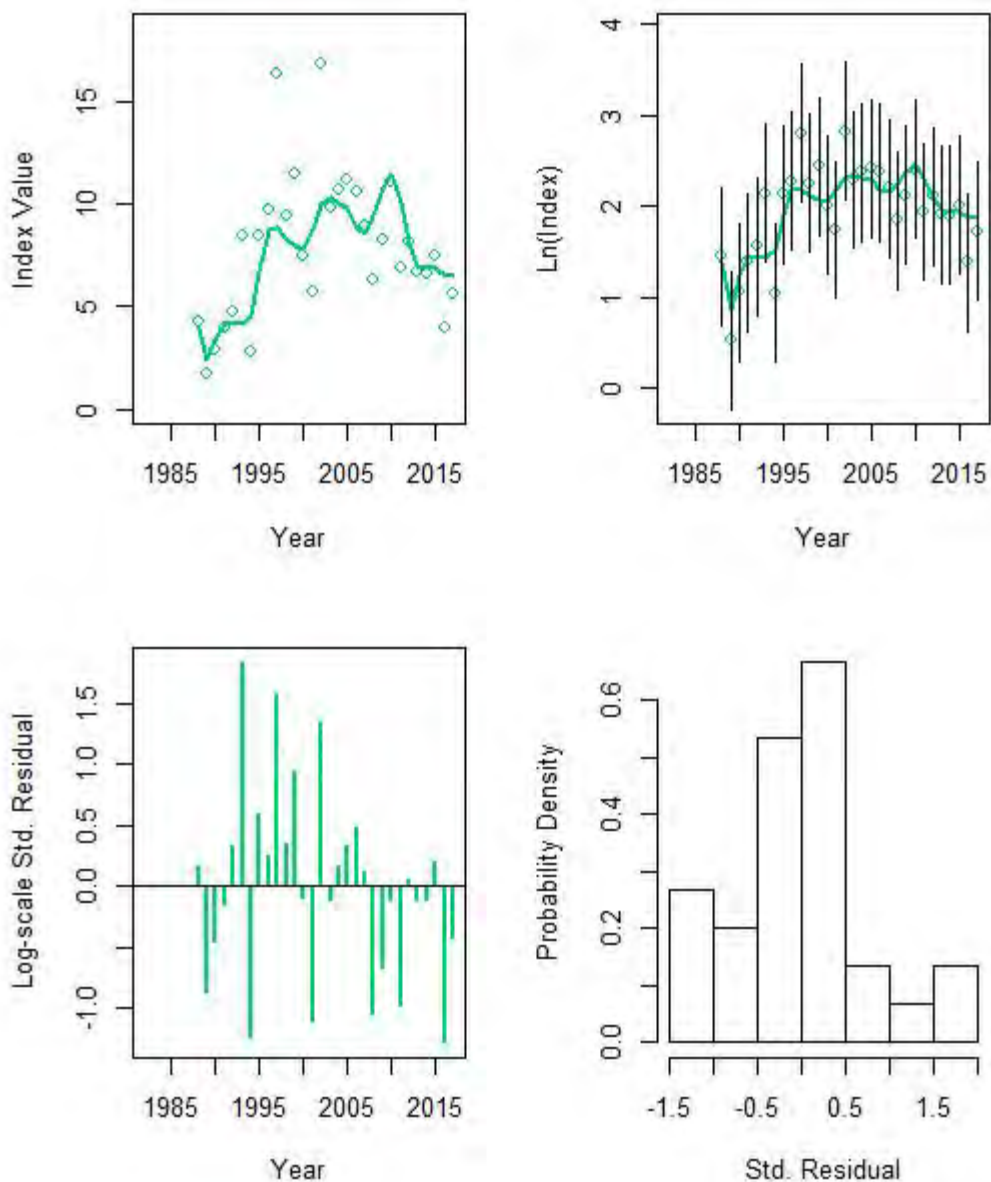 Index Value
0 5 10 15
1985 1995 2005 2015
Year
Ln(Index)
0 1 2 3 4
1985 1995 2005 2015
Year
Log-scale Std. Residual
-1.0 0.0 0.5 1.0 1.5
1985 1995 2005 2015
Year
Probability Density
0.0 0.2 0.4 0.6
-1.5 -0.5 0.5 1.5
Std. Residual